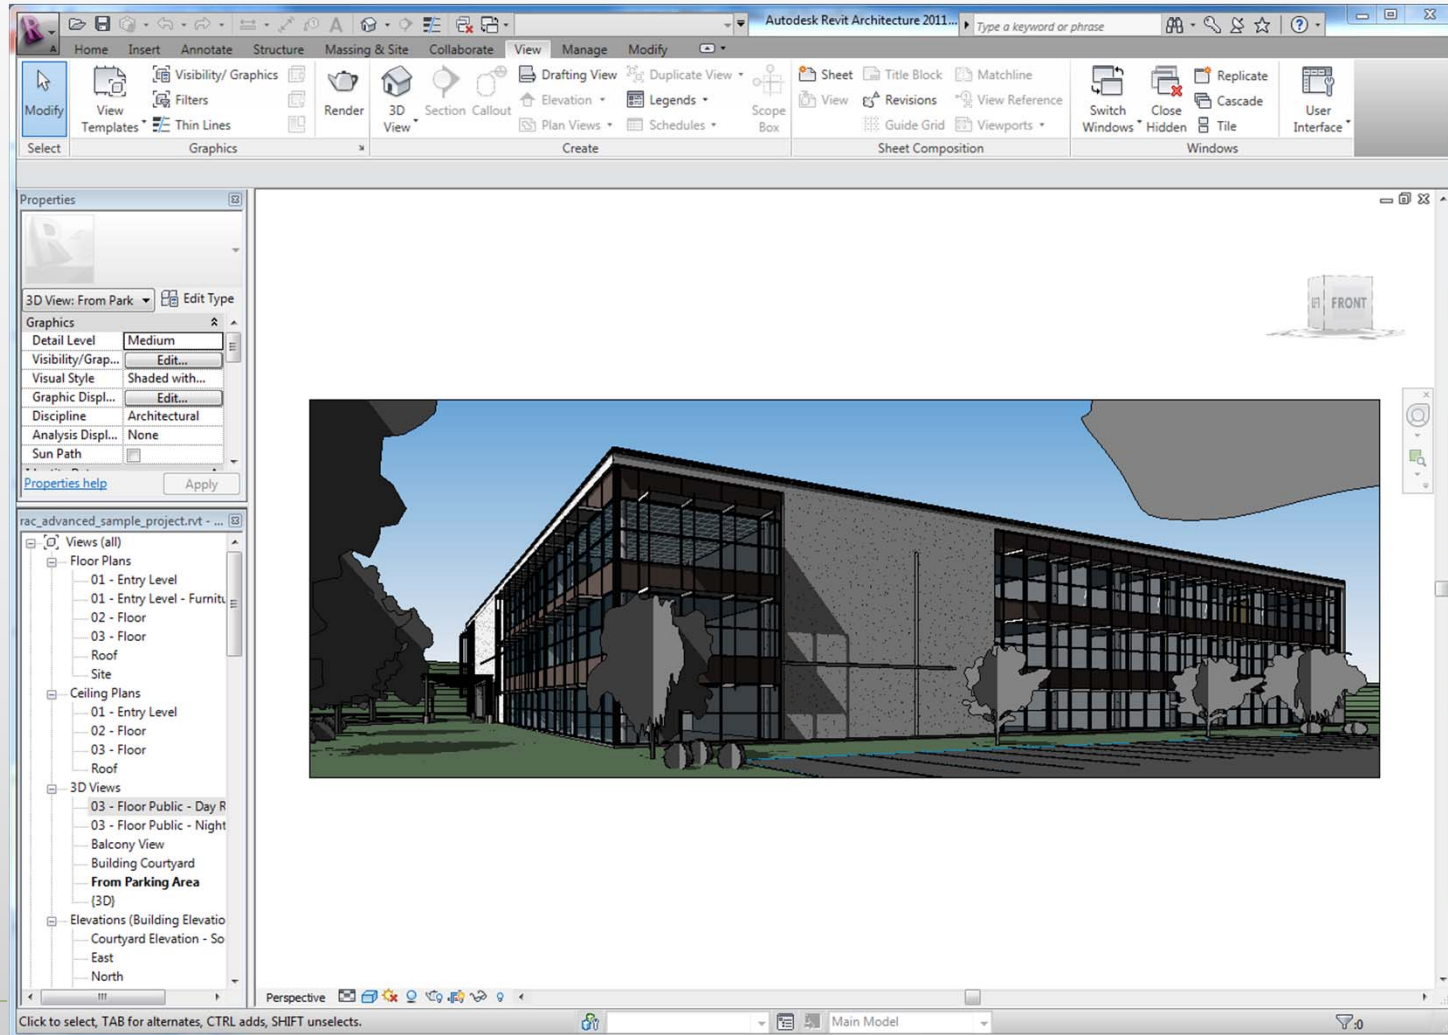 Autodesk Revit Architecture 2011... Type a keyword or phrase
Home Insert Annotate Structure Massing & Site Collaborate View Manage Modify
Modify
View Templates
Visibility/ Graphics
Filters
Thin Lines
Render
3D View
Section
Callout
Drafting View
Elevation
Plan Views
Duplicate View
Legends
Schedules
Scope Box
Sheet
View
Title Block
Revisions
Guide Grid
Matchline
View Reference
Viewports
Switch Windows
Close Hidden
Replicate
Cascade
Tile
User Interface
Select Graphics Create Sheet Composition Windows
Properties
3D View: From Park Edit Type
Graphics
Detail Level Medium
Visibility/Grap... Edit...
Visual Style Shaded with...
Graphic Displ... Edit...
Discipline Architectural
Analysis Displ... None
Sun Path
Properties help Apply
rac_advanced_sample_project.rvt - ...
Views (all)
Floor Plans
01 - Entry Level
01 - Entry Level - Furnitu
02 - Floor
03 - Floor
Roof
Site
Ceiling Plans
01 - Entry Level
02 - Floor
03 - Floor
Roof
3D Views
03 - Floor Public - Day R
03 - Floor Public - Night
Balcony View
Building Courtyard
From Parking Area
{3D}
Elevations (Building Elevatio
Courtyard Elevation - So
East
North
FRONT
Perspective
Click to select, TAB for alternates, CTRL adds, SHIFT unselects.
Main Model
:0